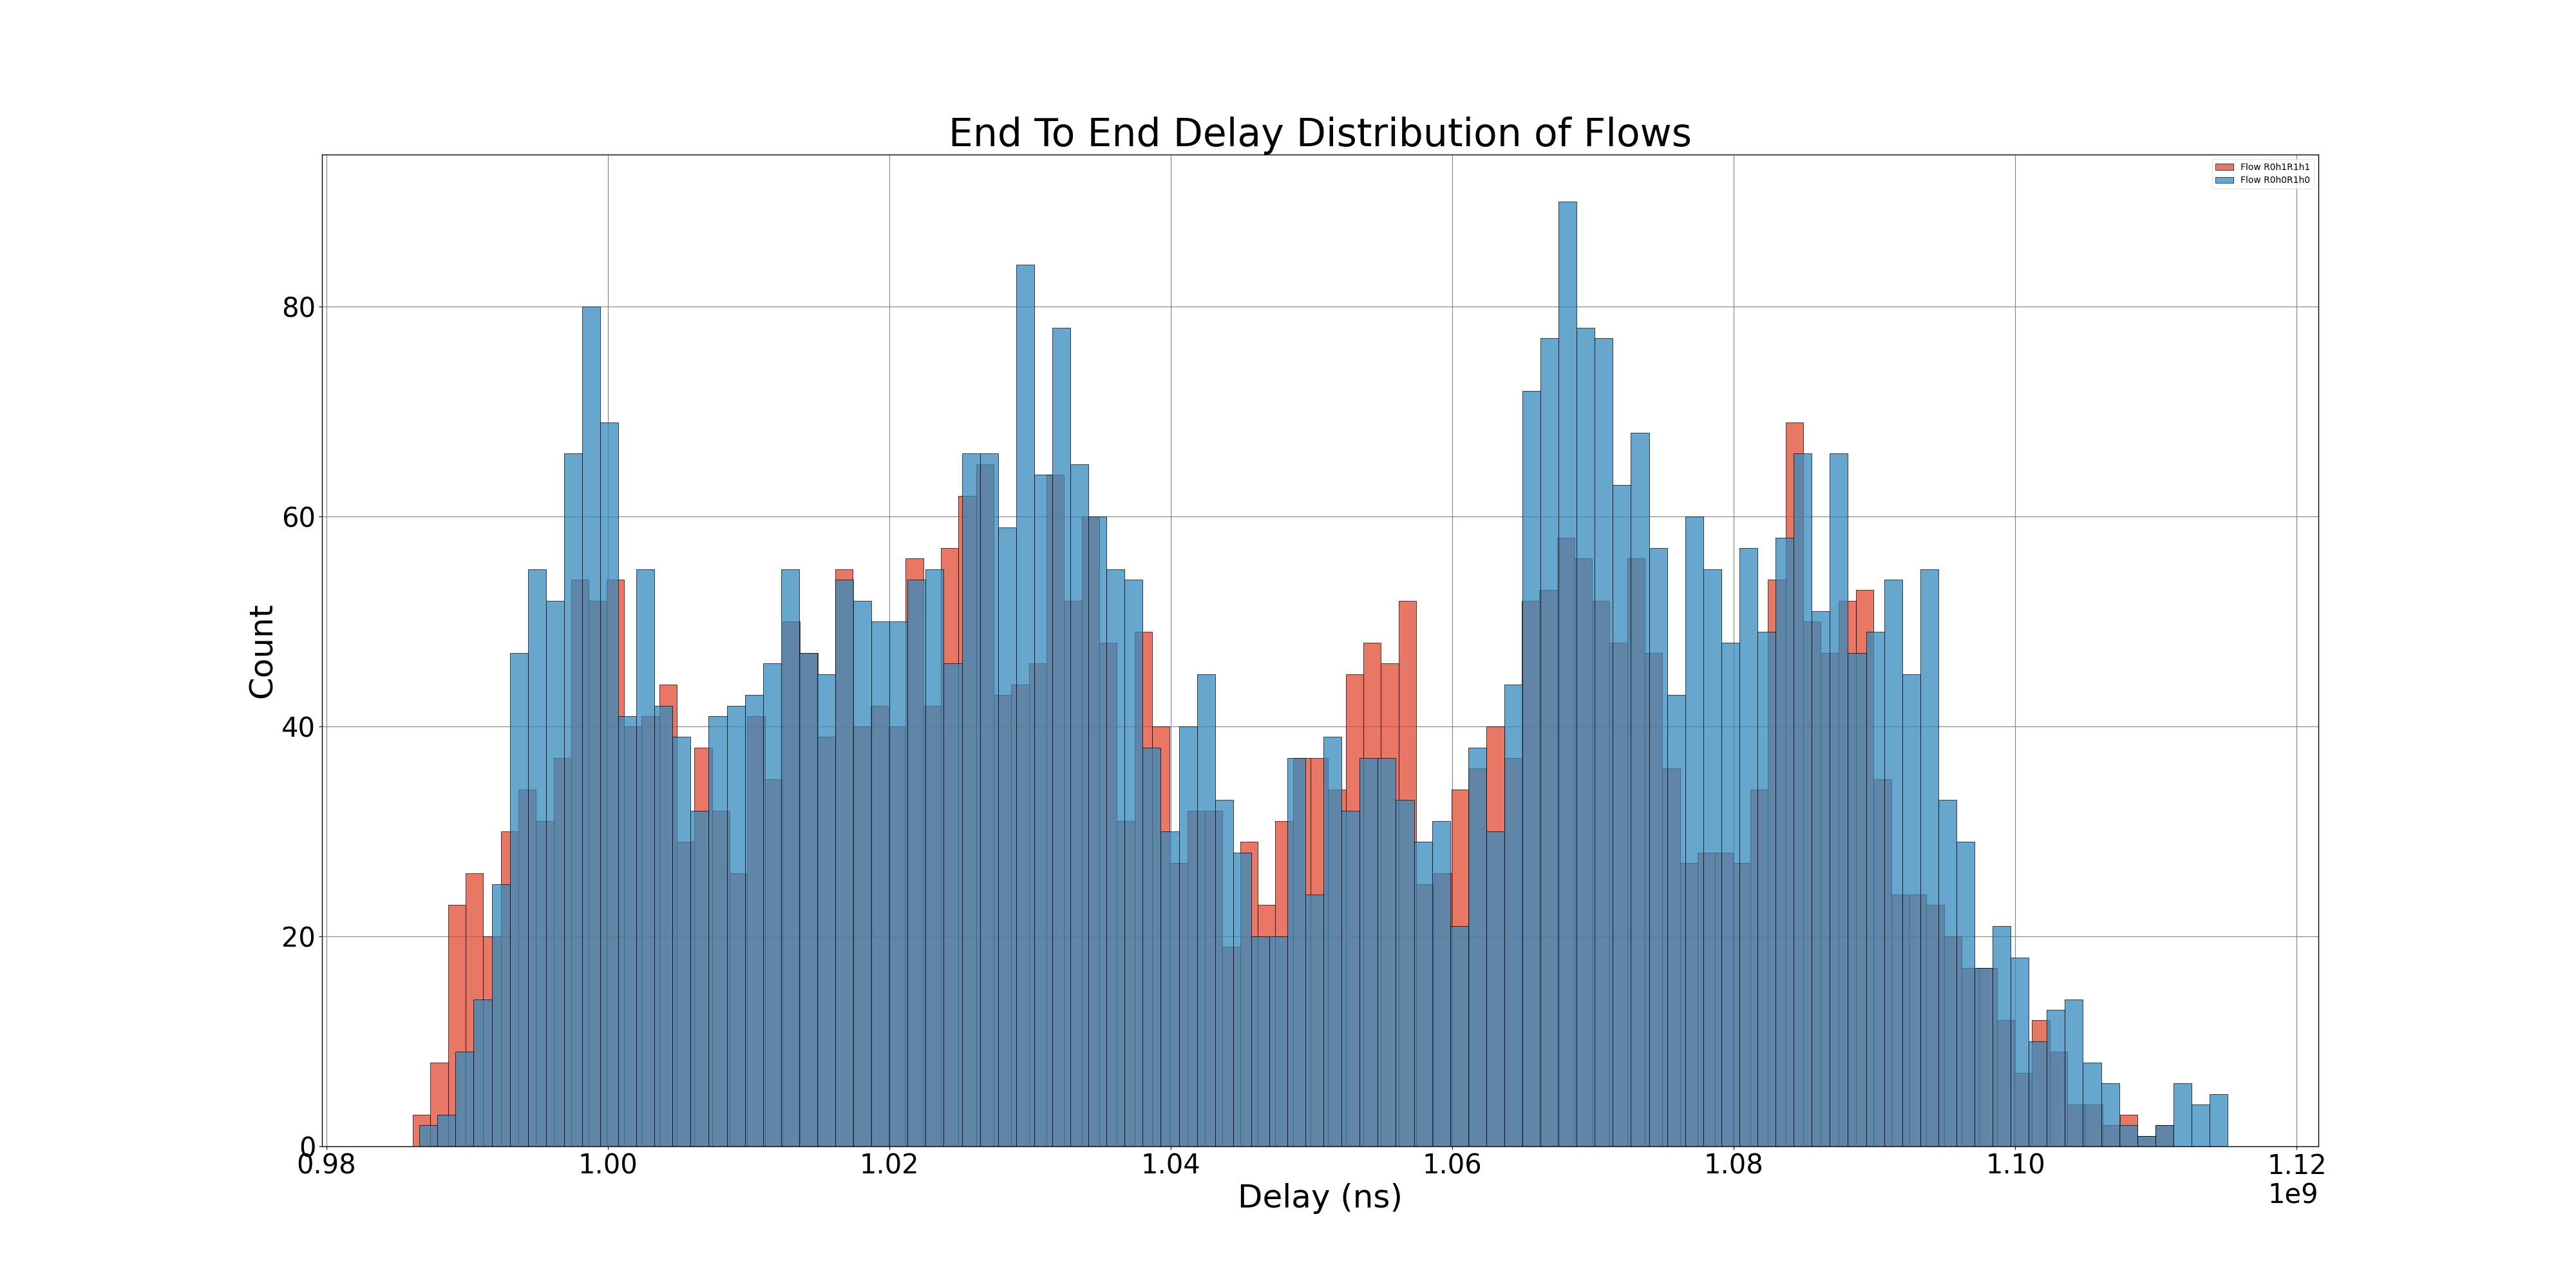 End To End Delay Distribution of Flows
Flow R0h1R1h1
Flow R0h0R1h0
Count
80
60
40
20
0
0.98 1.00 1.02 1.04 1.06 1.08 1.10 1.12
1e9
Delay (ns)